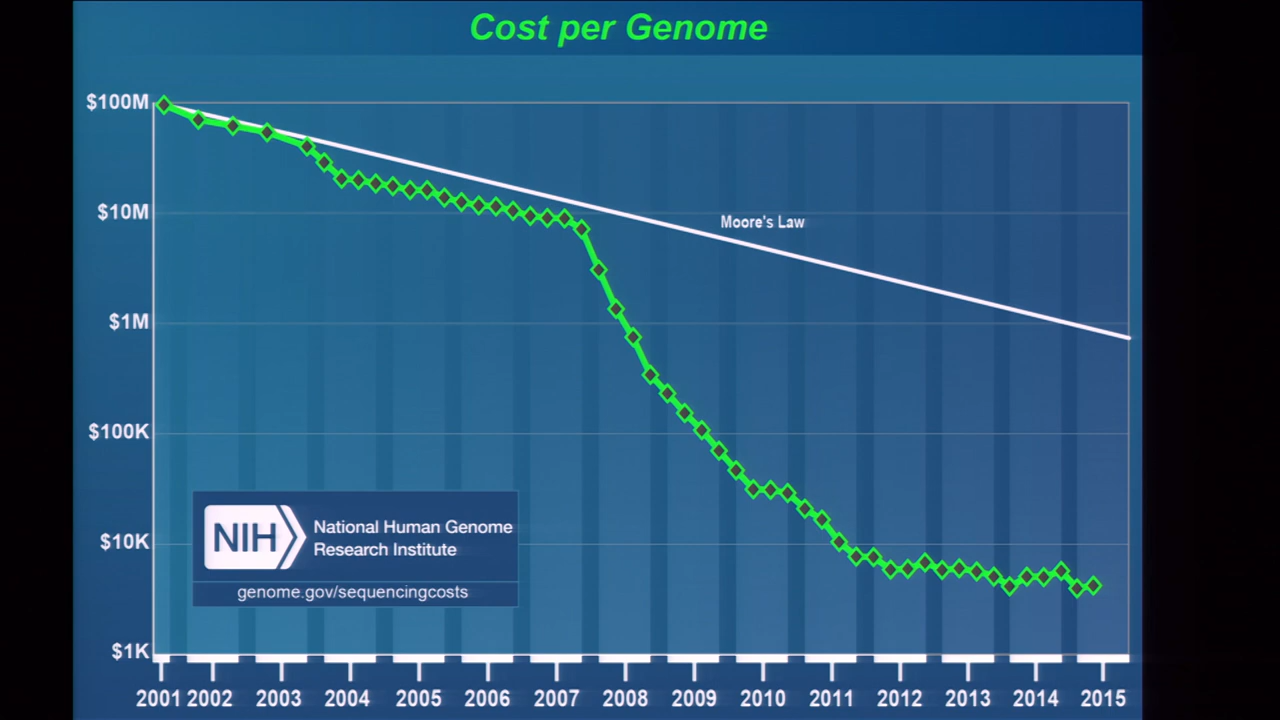 Cost per Genome
$100M
$10M
$1M
$100K
$10K
$1K
Moore's Law
NIH
National Human Genome
Research Institute
genome.gov/sequencingcosts
2001 2002 2003 2004 2005 2006 2007 2008 2009 2010 2011 2012 2013 2014 2015